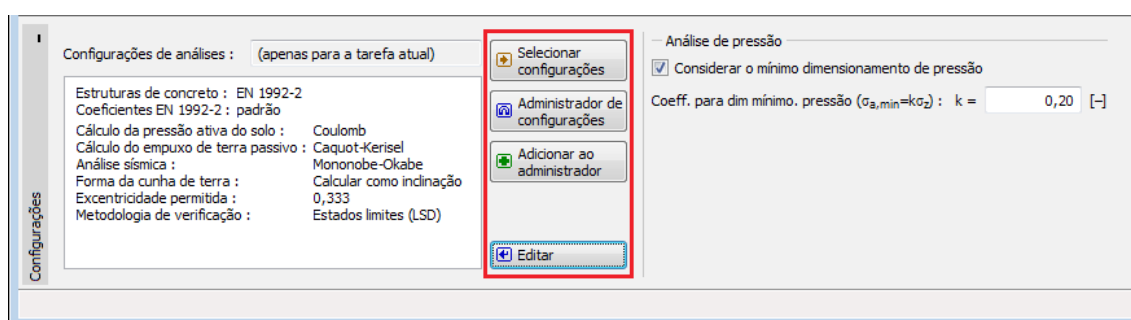 Configurações
Configurações de análises : (apenas para a tarefa atual)
Estruturas de concreto : EN 1992-2
Coeficientes EN 1992-2 : padrão
Cálculo da pressão ativa do solo : Coulomb
Cálculo do empuxo de terra passivo : Caquot-Kerisel
Análise sísmica : Mononobe-Okabe
Forma da cunha de terra : Calcular como inclinação
Excentricidade permitida : 0,333
Metodologia de verificação : Estados limites (LSD)
Selecionar
configurações
Administrador de
configurações
Adicionar ao
administrador
Editar
Análise de pressão
Considerar o mínimo dimensionamento de pressão
Coeff. para dim mínimo. pressão (σa,min=kσz) : k = 0,20 [–]